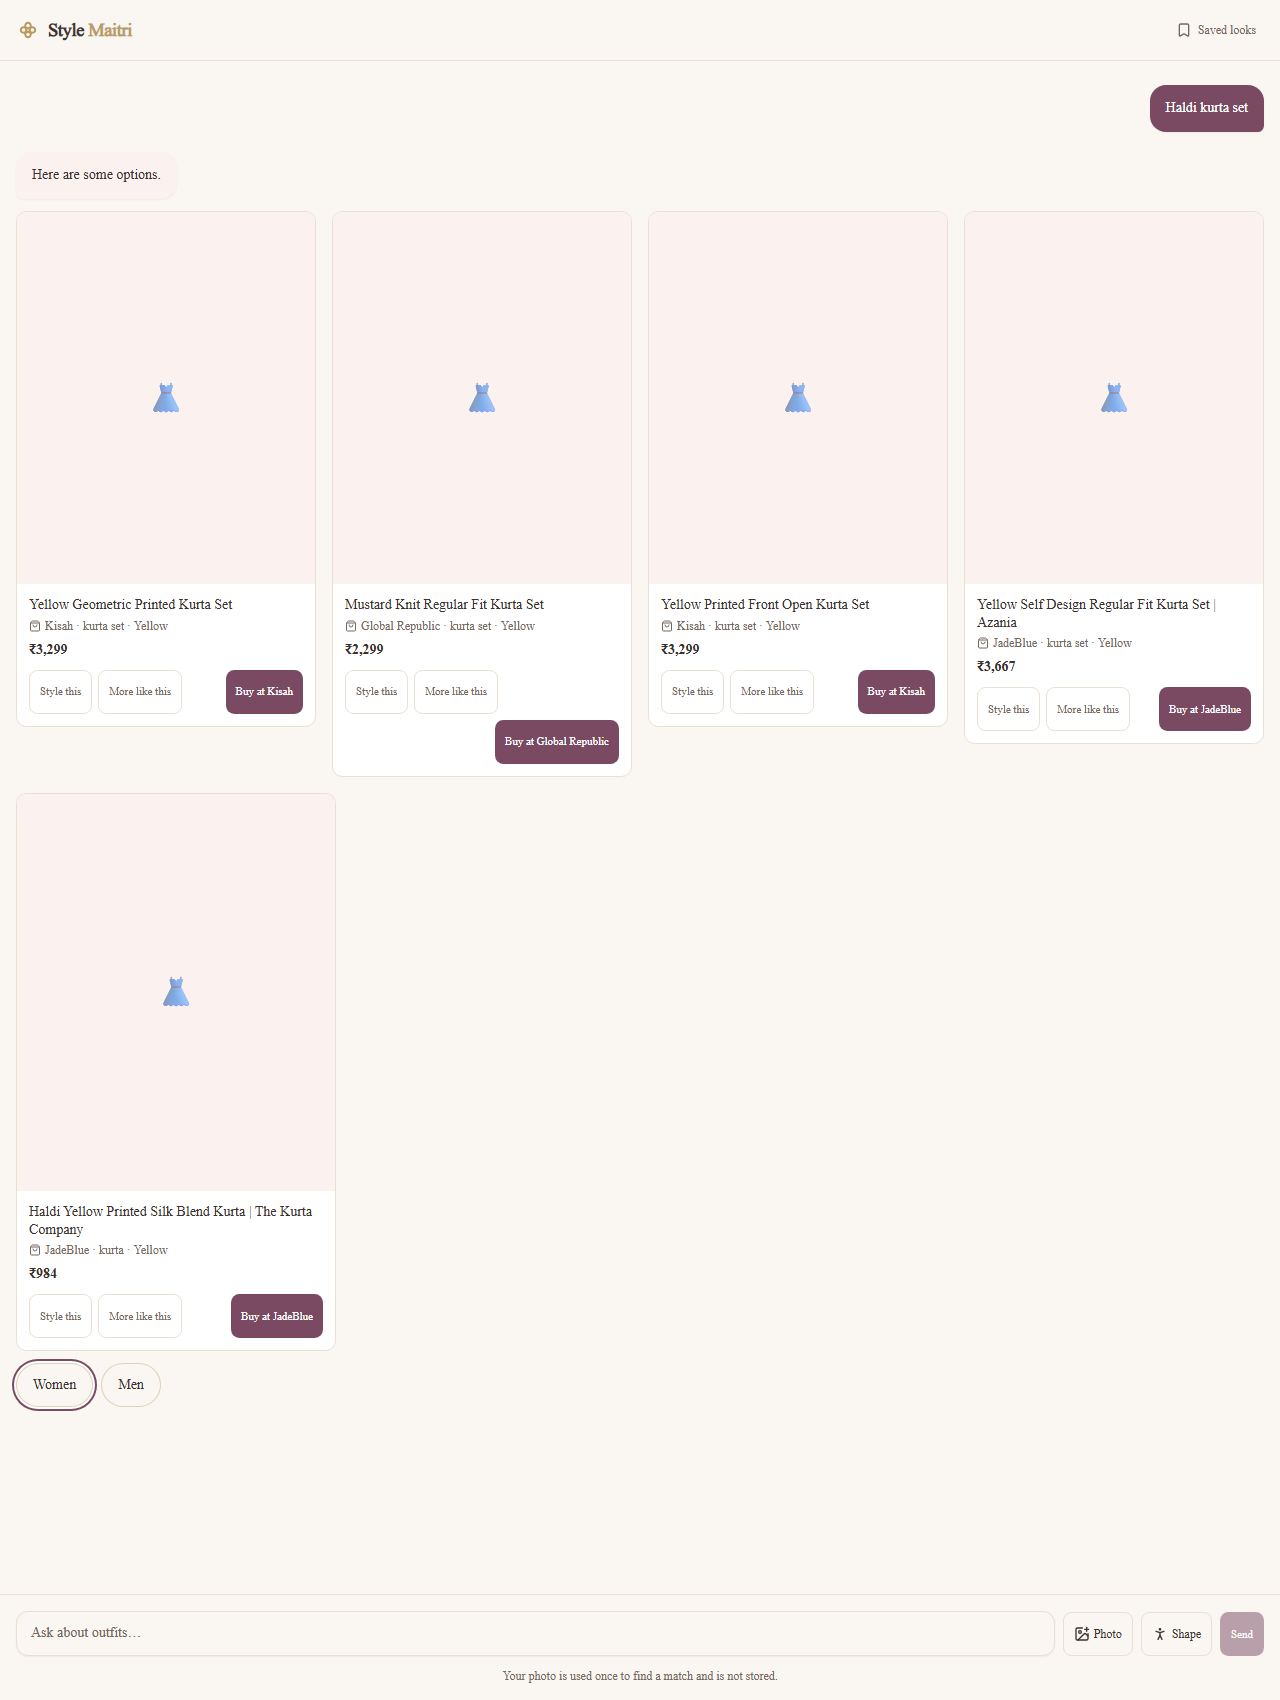 Style Maitri
Saved looks
Haldi kurta set
Here are some options.
Yellow Geometric Printed Kurta Set
Kisah · kurta set · Yellow
₹3,299
Style this
More like this
Buy at Kisah
Mustard Knit Regular Fit Kurta Set
Global Republic · kurta set · Yellow
₹2,299
Style this
More like this
Buy at Global Republic
Yellow Printed Front Open Kurta Set
Kisah · kurta set · Yellow
₹3,299
Style this
More like this
Buy at Kisah
Yellow Self Design Regular Fit Kurta Set |
Azania
JadeBlue · kurta set · Yellow
₹3,667
Style this
More like this
Buy at JadeBlue
Haldi Yellow Printed Silk Blend Kurta | The Kurta
Company
JadeBlue · kurta · Yellow
₹984
Style this
More like this
Buy at JadeBlue
Women
Men
Ask about outfits…
Photo
Shape
Send
Your photo is used once to find a match and is not stored.